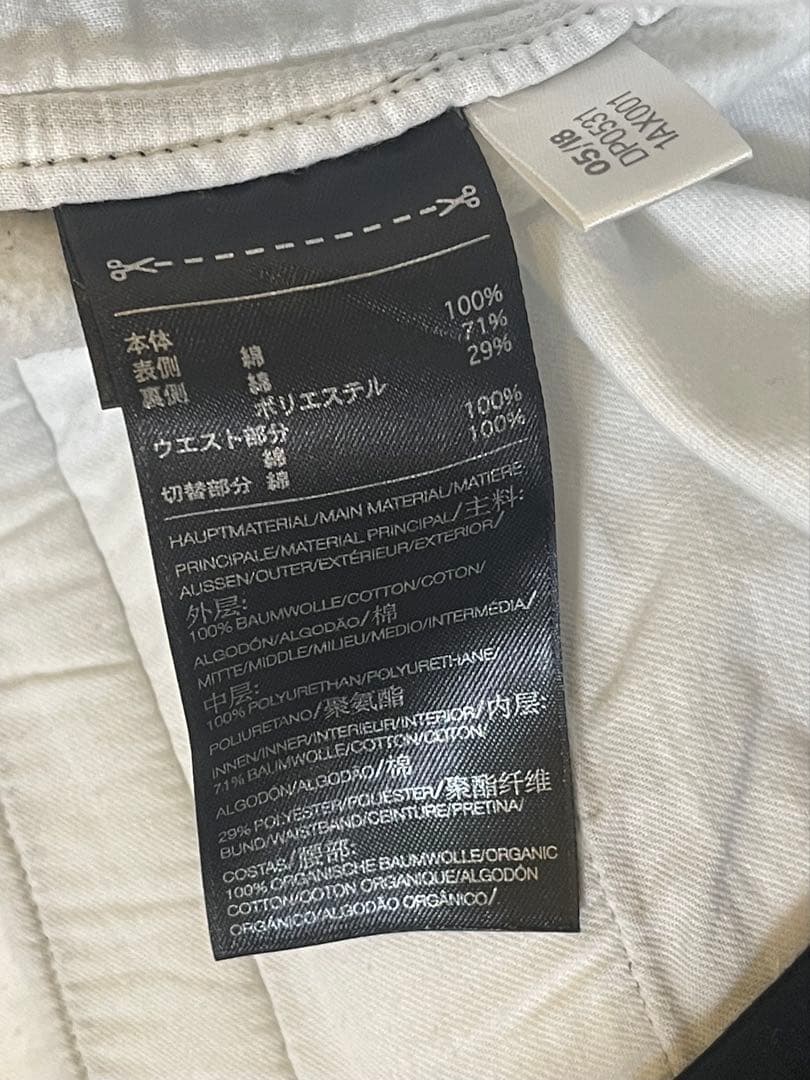 05/18
DP0531
1AX001
本体
表側 綿 100%
裏側 綿 71%
ポリエステル 29%
ウエスト部分
綿 100%
切替部分 綿 100%
HAUPTMATERIAL/MAIN MATERIAL/MATIÈRE
PRINCIPALE/MATERIAL PRINCIPAL/主料:
AUSSEN/OUTER/EXTÉRIEUR/EXTERIOR/
外层:
100% BAUMWOLLE/COTTON/COTON/
ALGODÓN/ALGODÃO/棉
MITTE/MIDDLE/MILIEU/MEDIO/INTERMÉDIA/
中层:
100% POLYURETHAN/POLYURETHANE/
POLIURETANO/聚氨酯
INNEN/INNER/INTERIEUR/INTERIOR/内层:
71% BAUMWOLLE/COTTON/COTON/
ALGODÓN/ALGODÃO/棉
29% POLYESTER/POLIÉSTER/聚酯纤维
BUND/WAISTBAND/CEINTURE/PRETINA/
COSTAS/腰部:
100% ORGANISCHE BAUMWOLLE/ORGANIC
COTTON/COTON ORGANIQUE/ALGODÓN
ORGÁNICO/ALGODÃO ORGÂNICO/